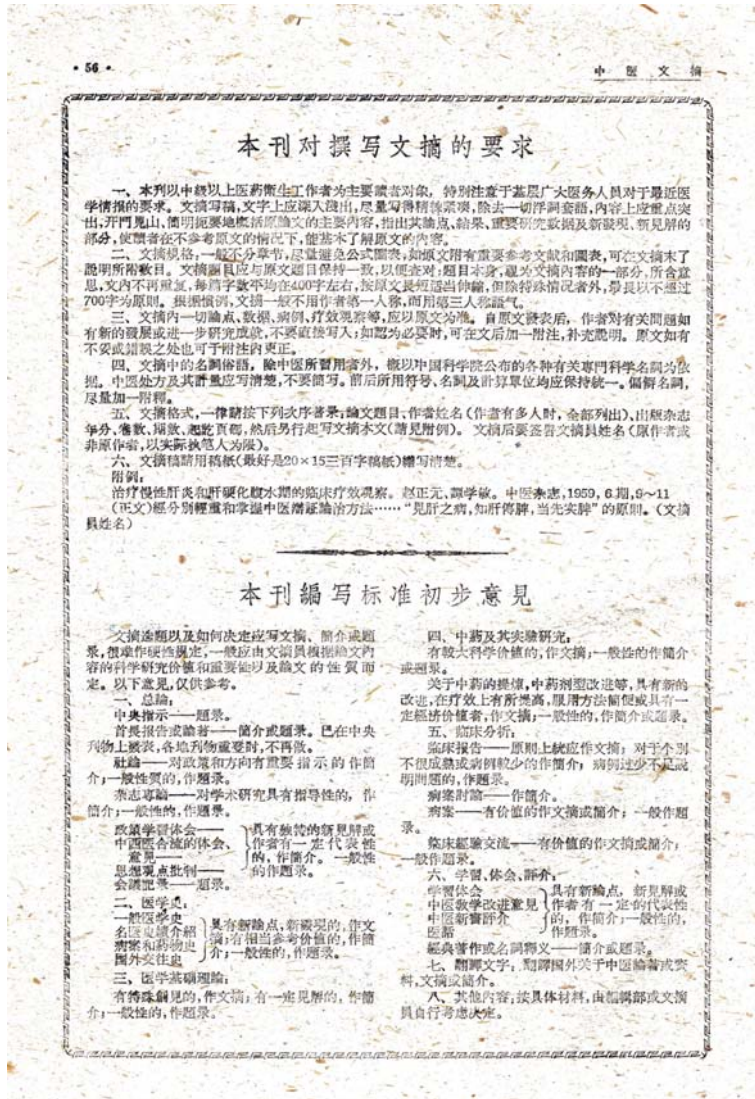 • 56 •
中 医 文 摘
本刊对撰写文摘的要求
一、本刊以中級以上医葯衞生工作者为主要讀者对象，特别注意于基层广大医务人員对于最近医
学情报的要求。文摘写稿，文字上应深入淺出，尽量写得精炼紧凑，除去一切浮詞套語，内容上应重点突
出，开門見山、簡明扼要地概括原論文的主要内容，指出其論点、結果、重要研究数据及新發現、新見解的
部分，使讀者在不参考原文的情况下，能基本了解原文的内容。
二、文摘規格，一般不分章节，尽量避免公式圖表，如原文附有重要参考文献和圖表，可在文摘末了
說明所附数目。文摘題目应与原文題目保持一致，以便查对；題目本身，視为文摘内容的一部分，所含意
思，文内不再重复，每篇字数平均在400字左右，按原文長短适当伸縮，但除特殊情况者外，最長以不超过
700字为原則。根据慣例，文摘一般不用作者第一人称，而用第三人称語气。
三、文摘内一切論点、数据、病例、疗效观察等，应以原文为准。自原文發表后，作者对有关問題如
有新的發展或进一步研究成就，不要直接写入；如認为必要时，可在文后加一附注，补充說明。原文如有
不妥或錯誤之处也可于附注内更正。
四、文摘中的名詞俗語，除中医所習用者外，概以中国科学院公布的各种有关專門科学名詞为依
据。中医处方及其計量应写清楚，不要簡写。前后所用符号、名詞及計算單位均应保持統一。偏僻名詞，
尽量加一附釋。
五、文摘格式，一律請按下列次序著录：論文題目、作者姓名（作者有多人时，全部列出）、出版杂志
年分、卷数、期数、起訖頁碼，然后另行起写文摘本文（請見附例）。文摘后要签署文摘員姓名（原作者或
非原作者，以实际执笔人为限）。
六、文摘稿請用稿紙（最好是20×15三百字稿紙）繕写清楚。
附例：
治疗慢性肝炎和肝硬化腹水期的临床疗效观察。赵正元、譚学敏。中医杂志，1959，6期，9～11
（正文）經分别輕重和掌握中医辯証論治方法……“見肝之病，知肝傳脾，当先实脾”的原則。（文摘
員姓名）
本刊編写标准初步意見
文摘选題以及如何决定应写文摘、簡介或題
录，很难作硬性規定，一般应由文摘員根据論文内
容的科学研究价值和重要性以及論文的性質而
定。以下意見，仅供参考。
一、总論：
中央指示——題录。
首長报告或論著——簡介或題录。已在中央
刊物上發表，各地刊物重登时，不再做。
社論——对政策和方向有重要指示的作簡
介；一般性質的，作題录。
杂志專論——对学术研究具有指导性的，作
簡介；一般性的，作題录。
政策学習体会——
中西医合流的体会、
意見——
思想观点批判——
具有独特的新見解或
作者有一定代表性
的，作簡介。一般性
的作題录。
会議記录——題录。
二、医学史：
一般医学史
名医史蹟介紹
病案和葯物史
国外交往史
具有新論点，新發現的，作文
摘；有相当参考价值的，作簡
介；一般性的，作題录。
三、医学基础理論：
有特殊創見的，作文摘；有一定見解的，作簡
介；一般性的，作題录。
四、中葯及其实驗研究：
有較大科学价值的，作文摘；一般性的作簡介
或題录。
关于中葯的提煉，中葯剂型改进等，具有新的
改进，在疗效上有所提高，服用方法簡便或具有一
定經济价值者，作文摘；一般性的，作簡介或題录。
五、临床分析：
临床报告——原則上統应作文摘；对于个别
不很成熟或病例較少的作簡介；病例过少不足說
明問題的，作題录。
病案討論——作簡介。
病案——有价值的作文摘或簡介；一般作題
录。
临床經驗交流——有价值的作文摘或簡介；
一般作題录。
六、学習、体会、評介：
学習体会
中医教学改进意見
中医新書評介
医話
具有新論点，新見解或
作者有一定的代表性
的，作簡介；一般性的，
作題录。
經典著作或名詞釋义——簡介或題录。
七、翻譯文字：翻譯国外关于中医論著或资
料，文摘或簡介。
八、其他内容，按具体材料，由編輯部或文摘
員自行考慮决定。